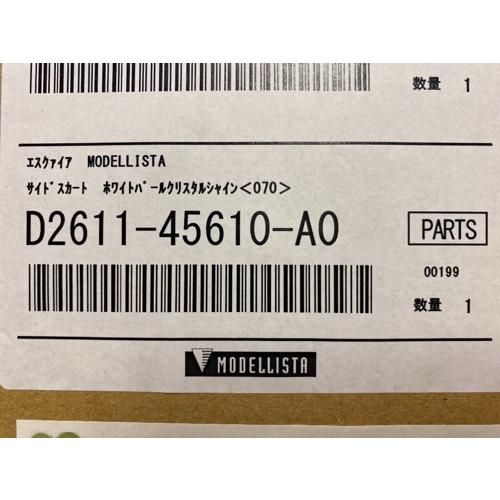 数量 1
ｴｽｸｧｲｱ MODELLISTA
ｻｲﾄﾞｽｶｰﾄ ﾎﾜｲﾄﾊﾟｰﾙｸﾘｽﾀﾙｼｬｲﾝ<070>
D2611-45610-A0 PARTS
00199
数量 1
MODELLISTA